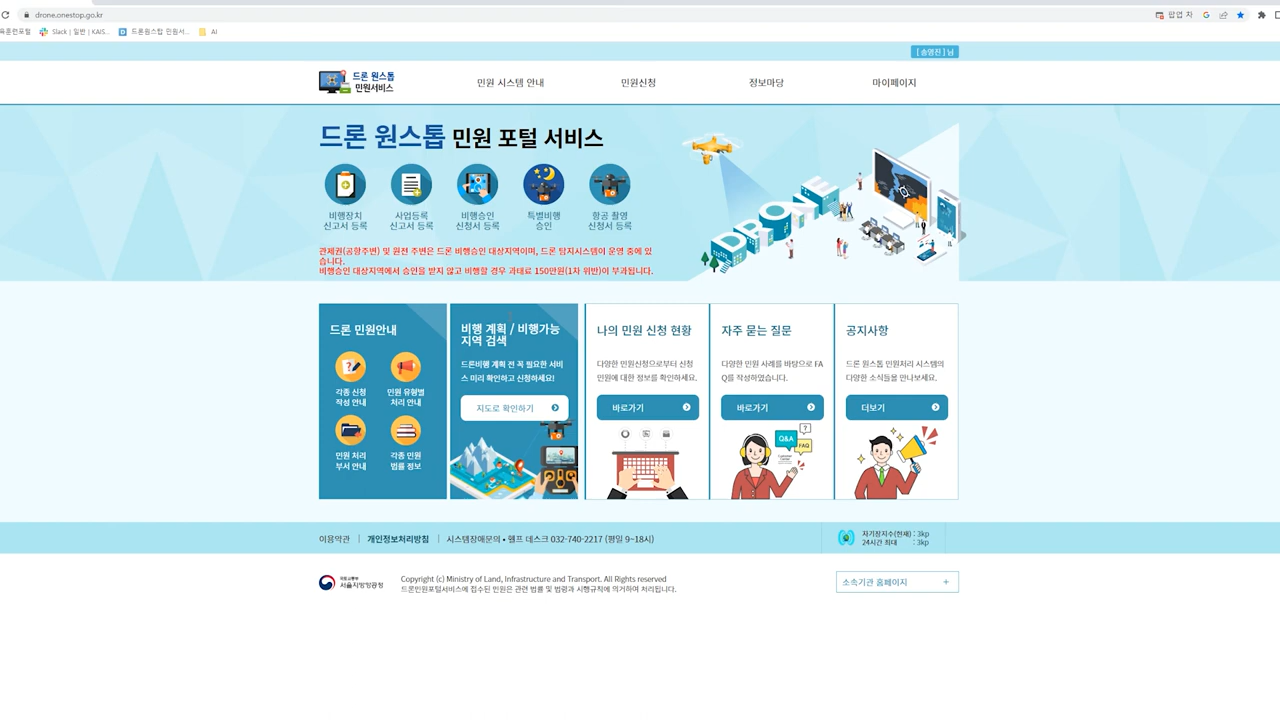 drone.onestop.go.kr
팝업 차
육훈련포털
Slack | 일반 | KAIS...
드론원스탑 민원서...
AI
[ 송명진 ] 님
드론 원스톱
민원서비스
민원 시스템 안내
민원신청
정보마당
마이페이지
드론 원스톱 민원 포털 서비스
비행장치
신고서 등록
사업등록
신고서 등록
비행승인
신청서 등록
특별비행
승인
항공 촬영
신청서 등록
관제권(공항주변) 및 원전 주변은 드론 비행승인 대상지역이며, 드론 탐지시스템이 운영 중에 있
습니다.
비행승인 대상지역에서 승인을 받지 않고 비행할 경우 과태료 150만원(1차 위반)이 부과됩니다.
DRONE
드론 민원안내
각종 신청
작성 안내
민원 유형별
처리 안내
민원 처리
부서 안내
각종 민원
법률 정보
비행 계획 / 비행가능
지역 검색
드론비행 계획 전 꼭 필요한 서비
스 미리 확인하고 신청하세요!
지도로 확인하기
나의 민원 신청 현황
다양한 민원신청으로부터 신청
민원에 대한 정보를 확인하세요.
바로가기
자주 묻는 질문
다양한 민원 사례를 바탕으로 FA
Q를 작성하였습니다.
바로가기
Q&A
?
FAQ
Customer
Center
공지사항
드론 원스톱 민원처리 시스템의
다양한 소식들을 만나보세요.
더보기
이용약관
개인정보처리방침
시스템장애문의 • 헬프 데스크 032-740-2217 (평일 9~18시)
자기장지수(현재) : 3kp
24시간 최대 : 3kp
국토교통부
서울지방항공청
Copyright (c) Ministry of Land, Infrastructure and Transport. All Rights reserved
드론민원포털서비스에 접수된 민원은 관련 법률 및 법령과 시행규칙에 의거하여 처리됩니다.
소속기관 홈페이지 +